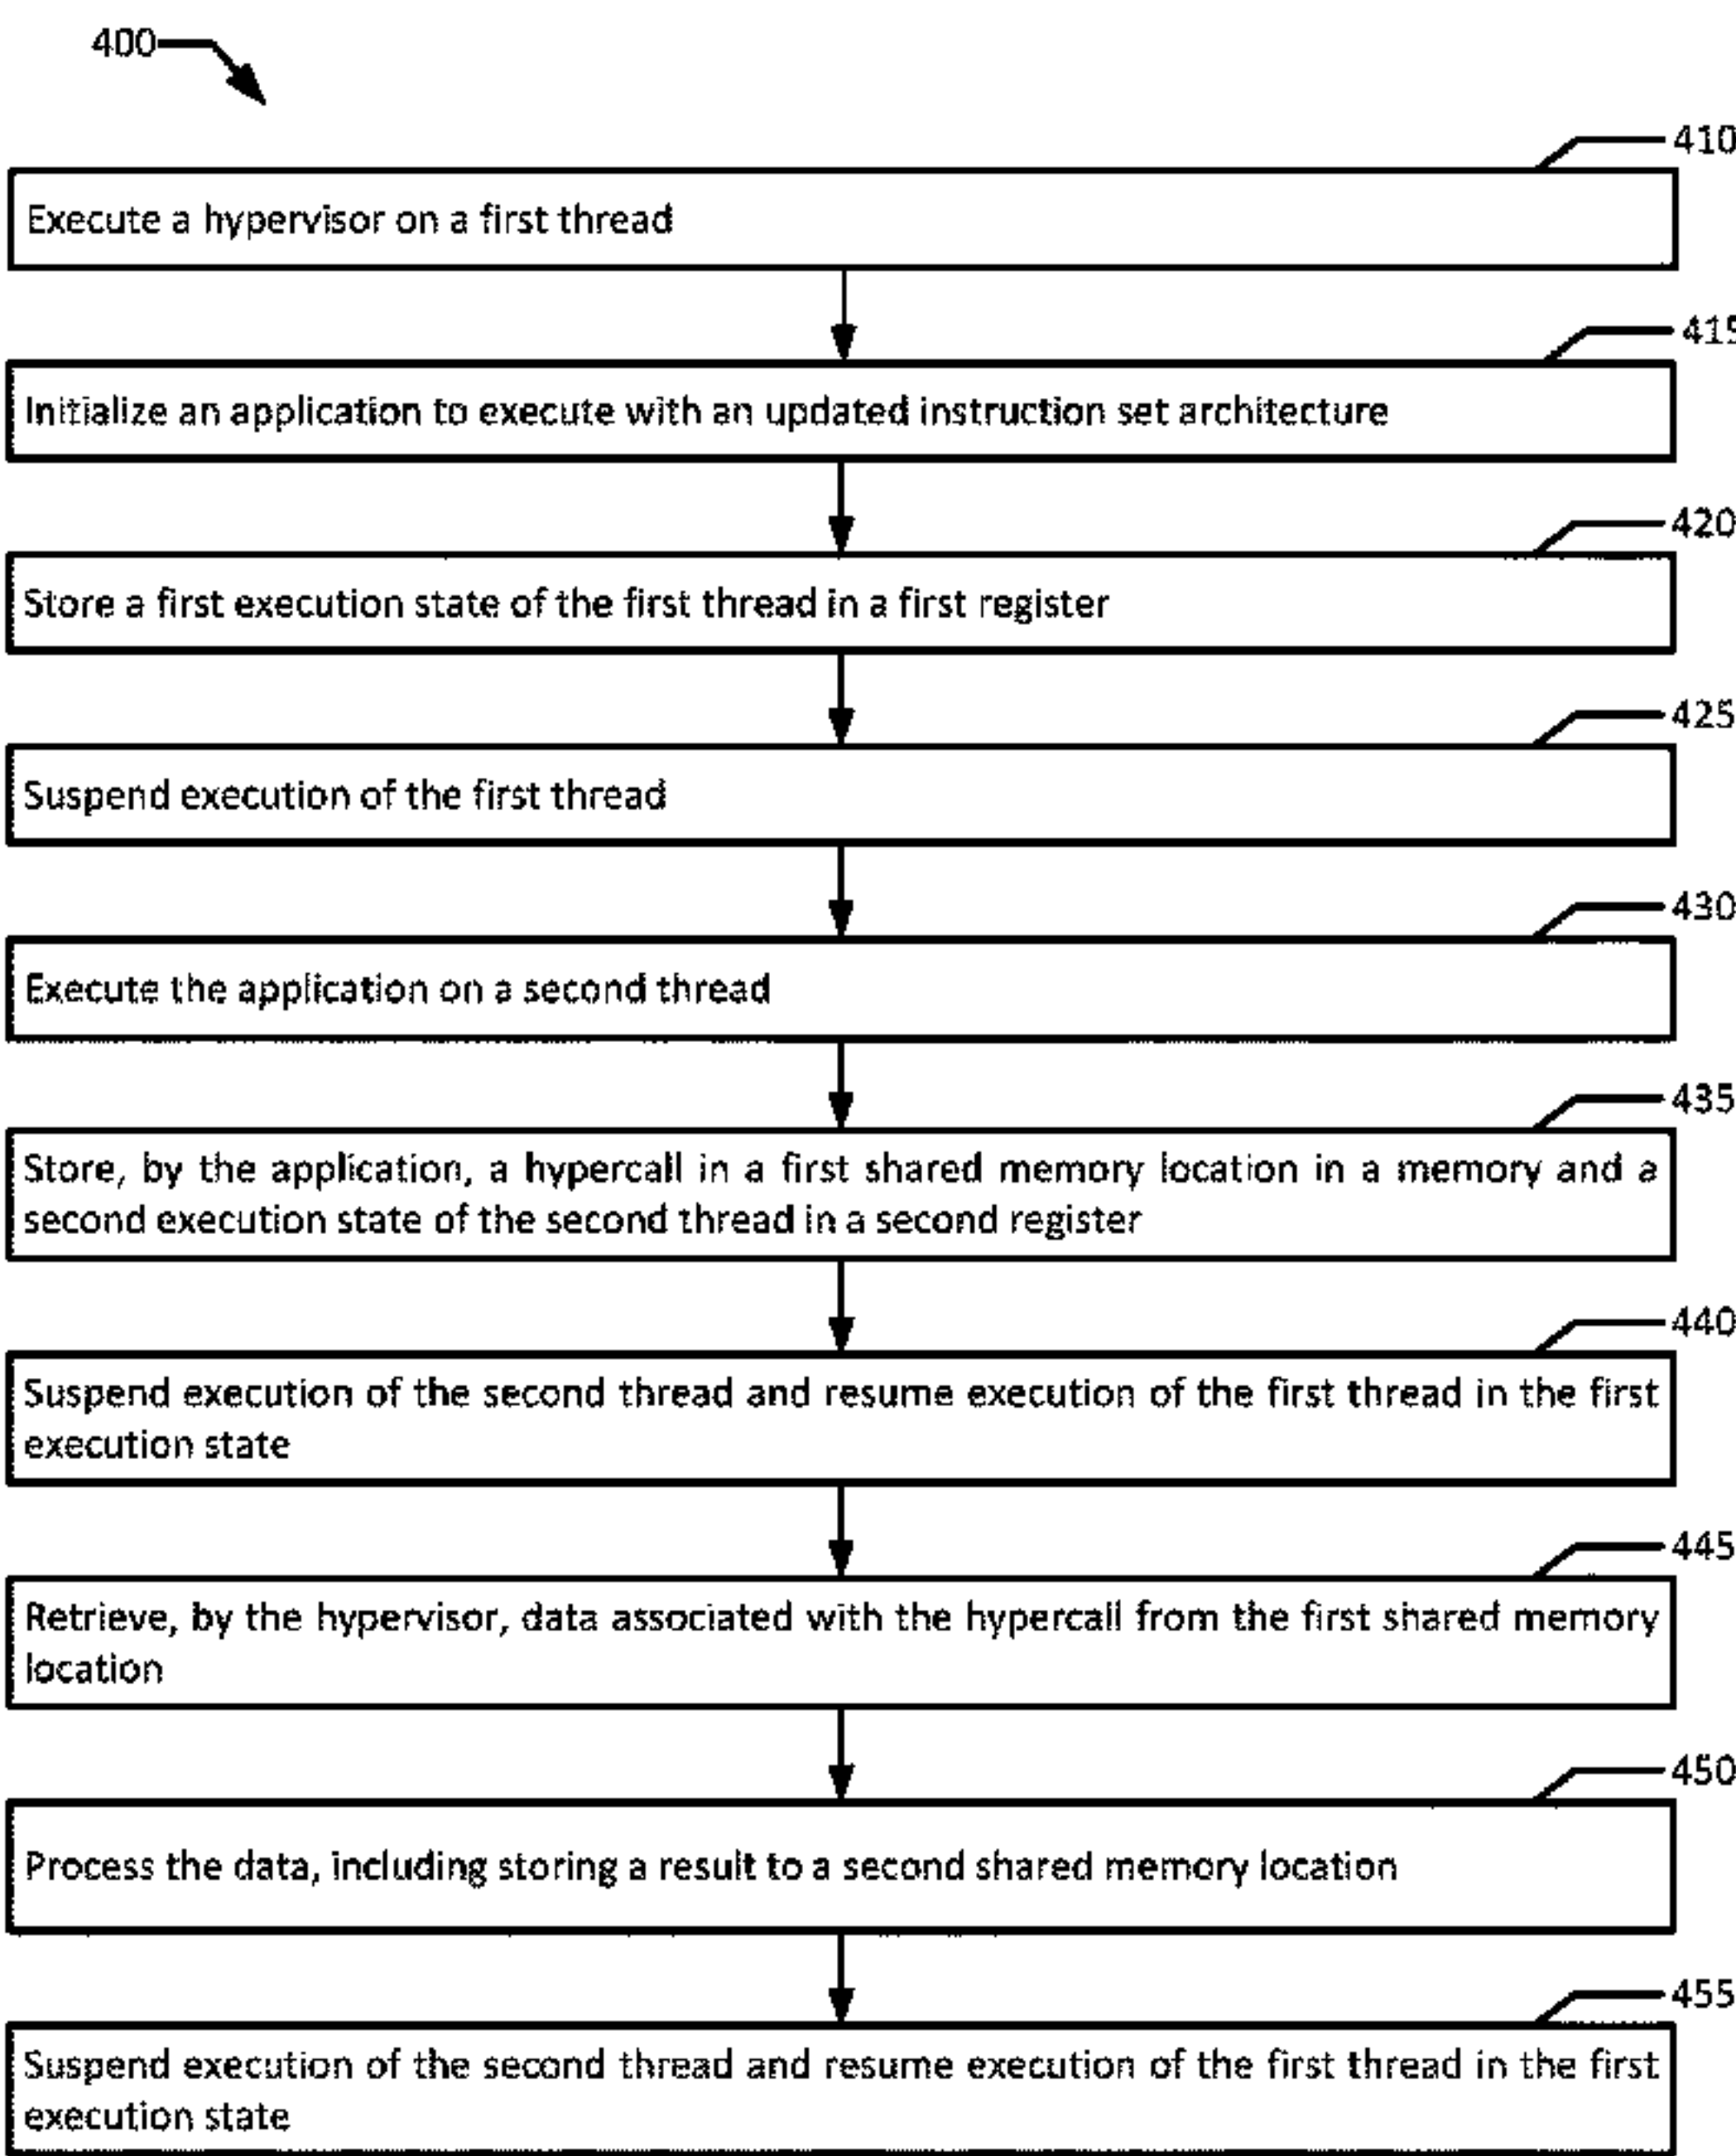 400
410
Execute a hypervisor on a first thread
415
Initialize an application to execute with an updated instruction set architecture
420
Store a first execution state of the first thread in a first register
425
Suspend execution of the first thread
430
Execute the application on a second thread
435
Store, by the application, a hypercall in a first shared memory location in a memory and a
second execution state of the second thread in a second register
440
Suspend execution of the second thread and resume execution of the first thread in the first
execution state
445
Retrieve, by the hypervisor, data associated with the hypercall from the first shared memory
location
450
Process the data, including storing a result to a second shared memory location
455
Suspend execution of the second thread and resume execution of the first thread in the first
execution state